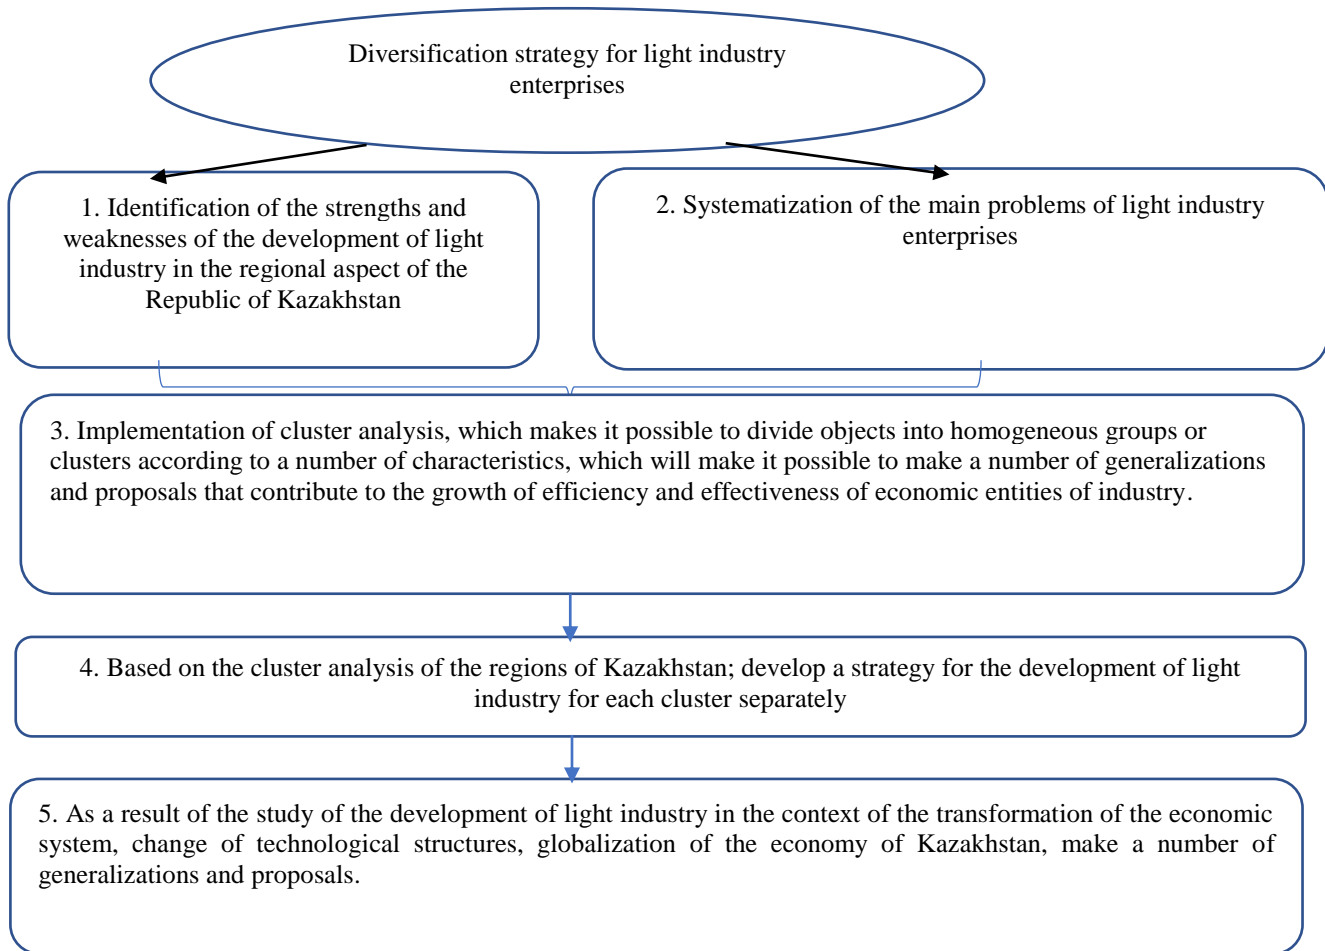 Diversification strategy for light industry
enterprises
1. Identification of the strengths and
weaknesses of the development of light
industry in the regional aspect of the
Republic of Kazakhstan
2. Systematization of the main problems of light industry
enterprises
3. Implementation of cluster analysis, which makes it possible to divide objects into homogeneous groups or
clusters according to a number of characteristics, which will make it possible to make a number of generalizations
and proposals that contribute to the growth of efficiency and effectiveness of economic entities of industry.
4. Based on the cluster analysis of the regions of Kazakhstan; develop a strategy for the development of light
industry for each cluster separately
5. As a result of the study of the development of light industry in the context of the transformation of the economic
system, change of technological structures, globalization of the economy of Kazakhstan, make a number of
generalizations and proposals.